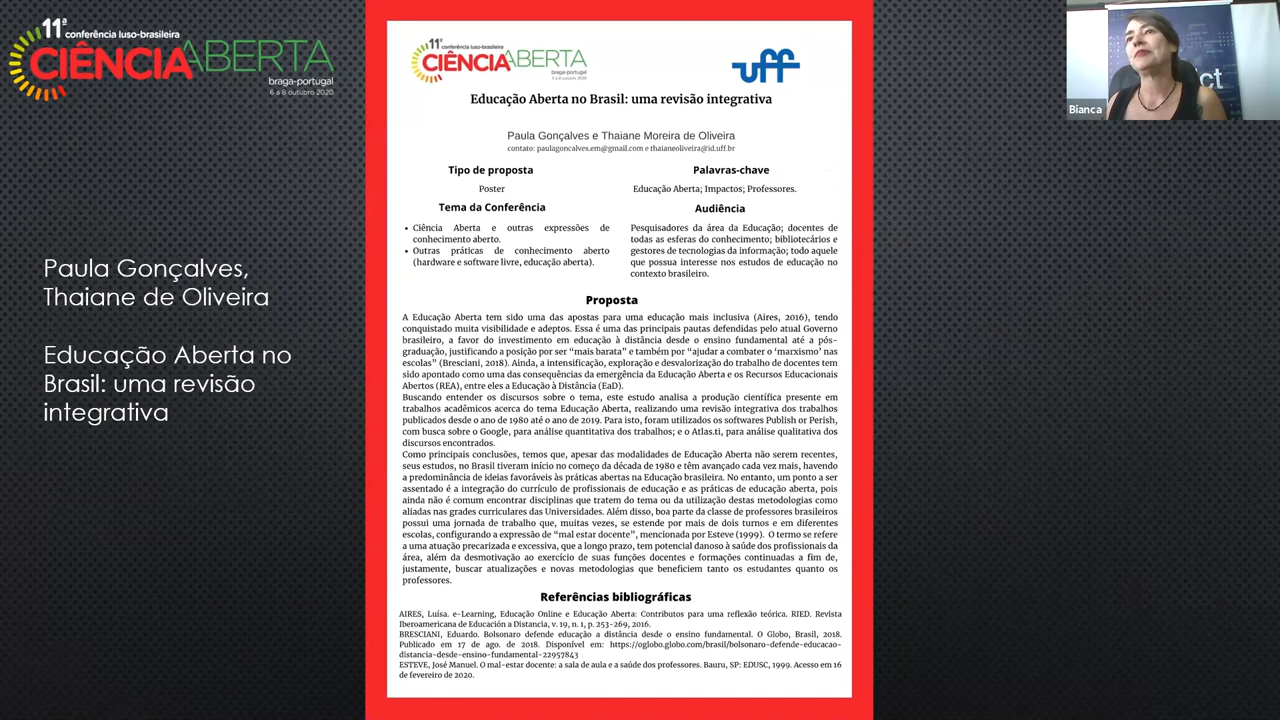 11ª
conferência luso-brasileira
CIÊNCIAABERTA
braga-portugal
6 a 8 outubro 2020
Paula Gonçalves,
Thaiane de Oliveira
Educação Aberta no
Brasil: uma revisão
integrativa
11ª
conferência luso-brasileira
CIÊNCIAABERTA
braga-portugal
6 a 8 outubro 2020
uff
Educação Aberta no Brasil: uma revisão integrativa
Paula Gonçalves e Thaiane Moreira de Oliveira
contato: paulagoncalves.em@gmail.com e thaianeoliveira@id.uff.br
Tipo de proposta
Poster
Tema da Conferência
• Ciência Aberta e outras expressões de
conhecimento aberto.
• Outras práticas de conhecimento aberto
(hardware e software livre, educação aberta).
Palavras-chave
Educação Aberta; Impactos; Professores.
Audiência
Pesquisadores da área da Educação; docentes de
todas as esferas do conhecimento; bibliotecários e
gestores de tecnologias da informação; todo aquele
que possua interesse nos estudos de educação no
contexto brasileiro.
Proposta
A Educação Aberta tem sido uma das apostas para uma educação mais inclusiva (Aires, 2016), tendo
conquistado muita visibilidade e adeptos. Essa é uma das principais pautas defendidas pelo atual Governo
brasileiro, a favor do investimento em educação à distância desde o ensino fundamental até a pós-
graduação, justificando a posição por ser “mais barata” e também por “ajudar a combater o ‘marxismo’ nas
escolas” (Bresciani, 2018). Ainda, a intensificação, exploração e desvalorização do trabalho de docentes tem
sido apontado como uma das consequências da emergência da Educação Aberta e os Recursos Educacionais
Abertos (REA), entre eles a Educação à Distância (EaD).
Buscando entender os discursos sobre o tema, este estudo analisa a produção científica presente em
trabalhos acadêmicos acerca do tema Educação Aberta, realizando uma revisão integrativa dos trabalhos
publicados desde o ano de 1980 até o ano de 2019. Para isto, foram utilizados os softwares Publish or Perish,
com busca sobre o Google, para análise quantitativa dos trabalhos; e o Atlas.ti, para análise qualitativa dos
discursos encontrados.
Como principais conclusões, temos que, apesar das modalidades de Educação Aberta não serem recentes,
seus estudos, no Brasil tiveram início no começo da década de 1980 e têm avançado cada vez mais, havendo
a predominância de ideias favoráveis às práticas abertas na Educação brasileira. No entanto, um ponto a ser
assentado é a integração do currículo de profissionais de educação e as práticas de educação aberta, pois
ainda não é comum encontrar disciplinas que tratem do tema ou da utilização destas metodologias como
aliadas nas grades curriculares das Universidades. Além disso, boa parte da classe de professores brasileiros
possui uma jornada de trabalho que, muitas vezes, se estende por mais de dois turnos e em diferentes
escolas, configurando a expressão de “mal estar docente”, mencionada por Esteve (1999). O termo se refere
a uma atuação precarizada e excessiva, que a longo prazo, tem potencial danoso à saúde dos profissionais da
área, além da desmotivação ao exercício de suas funções docentes e formações continuadas a fim de,
justamente, buscar atualizações e novas metodologias que beneficiem tanto os estudantes quanto os
professores.
Referências bibliográficas
AIRES, Luísa. e-Learning, Educação Online e Educação Aberta: Contributos para uma reflexão teórica. RIED. Revista
Iberoamericana de Educación a Distancia, v. 19, n. 1, p. 253-269, 2016.
BRESCIANI, Eduardo. Bolsonaro defende educação a distância desde o ensino fundamental. O Globo, Brasil, 2018.
Publicado em 17 de ago. de 2018. Disponível em: https://oglobo.globo.com/brasil/bolsonaro-defende-educacao-
distancia-desde-ensino-fundamental-22957843
ESTEVE, José Manuel. O mal-estar docente: a sala de aula e a saúde dos professores. Bauru, SP: EDUSC, 1999. Acesso em 16
de fevereiro de 2020.
ct
Bianca